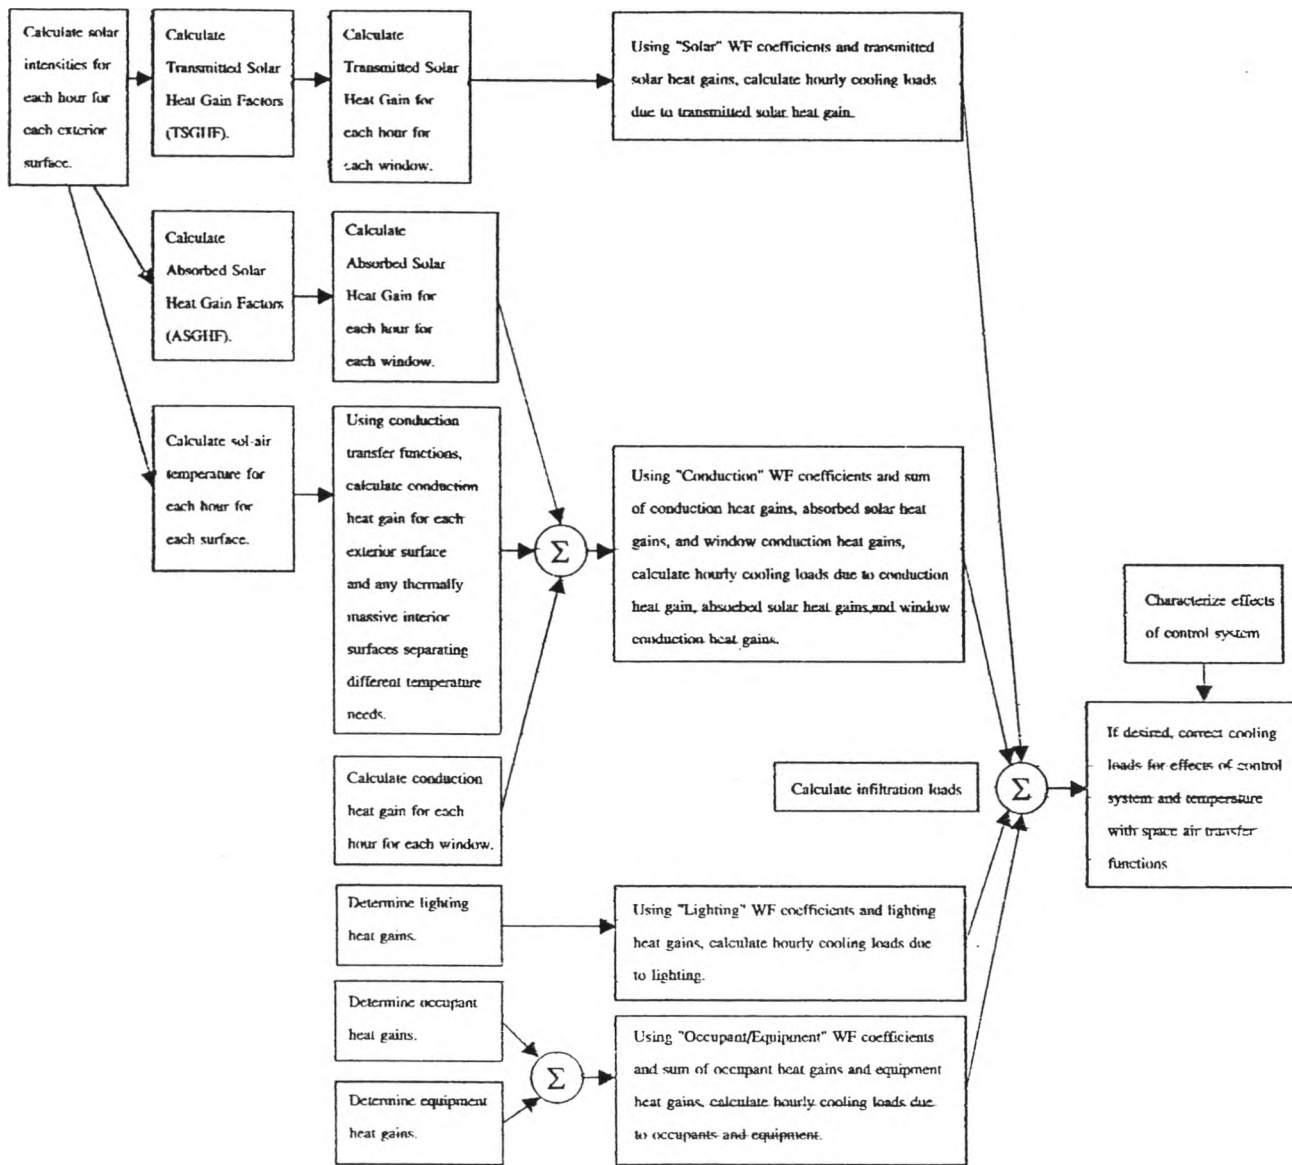 Calculate solar
intensities for
each hour for
each exterior
surface.
Calculate
Transmitted Solar
Heat Gain Factors
(TSGHF).
Calculate
Transmitted Solar
Heat Gain for
each hour for
each window.
Using "Solar" WF coefficients and transmitted
solar heat gains, calculate hourly cooling loads
due to transmitted solar heat gain.
Calculate
Absorbed Solar
Heat Gain Factors
(ASGHF).
Calculate
Absorbed Solar
Heat Gain for
each hour for
each window.
Calculate sol-air
temperature for
each hour for
each surface.
Using conduction
transfer functions,
calculate conduction
heat gain for each
exterior surface
and any thermally
massive interior
surfaces separating
different temperature
needs.
Σ
Using "Conduction" WF coefficients and sum
of conduction heat gains, absorbed solar heat
gains, and window conduction heat gains,
calculate hourly cooling loads due to conduction
heat gain, absoebed solar heat gains,and window
conduction heat gains.
Calculate conduction
heat gain for each
hour for each window.
Calculate infiltration loads
Σ
Characterize effects
of control system
If desired, correct cooling
loads for effects of control
system and temperature
with space air transfer
functions
Determine lighting
heat gains.
Using "Lighting" WF coefficients and lighting
heat gains, calculate hourly cooling loads due
to lighting.
Determine occupant
heat gains.
Determine equipment
heat gains.
Σ
Using "Occupant/Equipment" WF coefficients
and sum of occupant heat gains and equipment
heat gains, calculate hourly cooling loads due
to occupants and equipment.